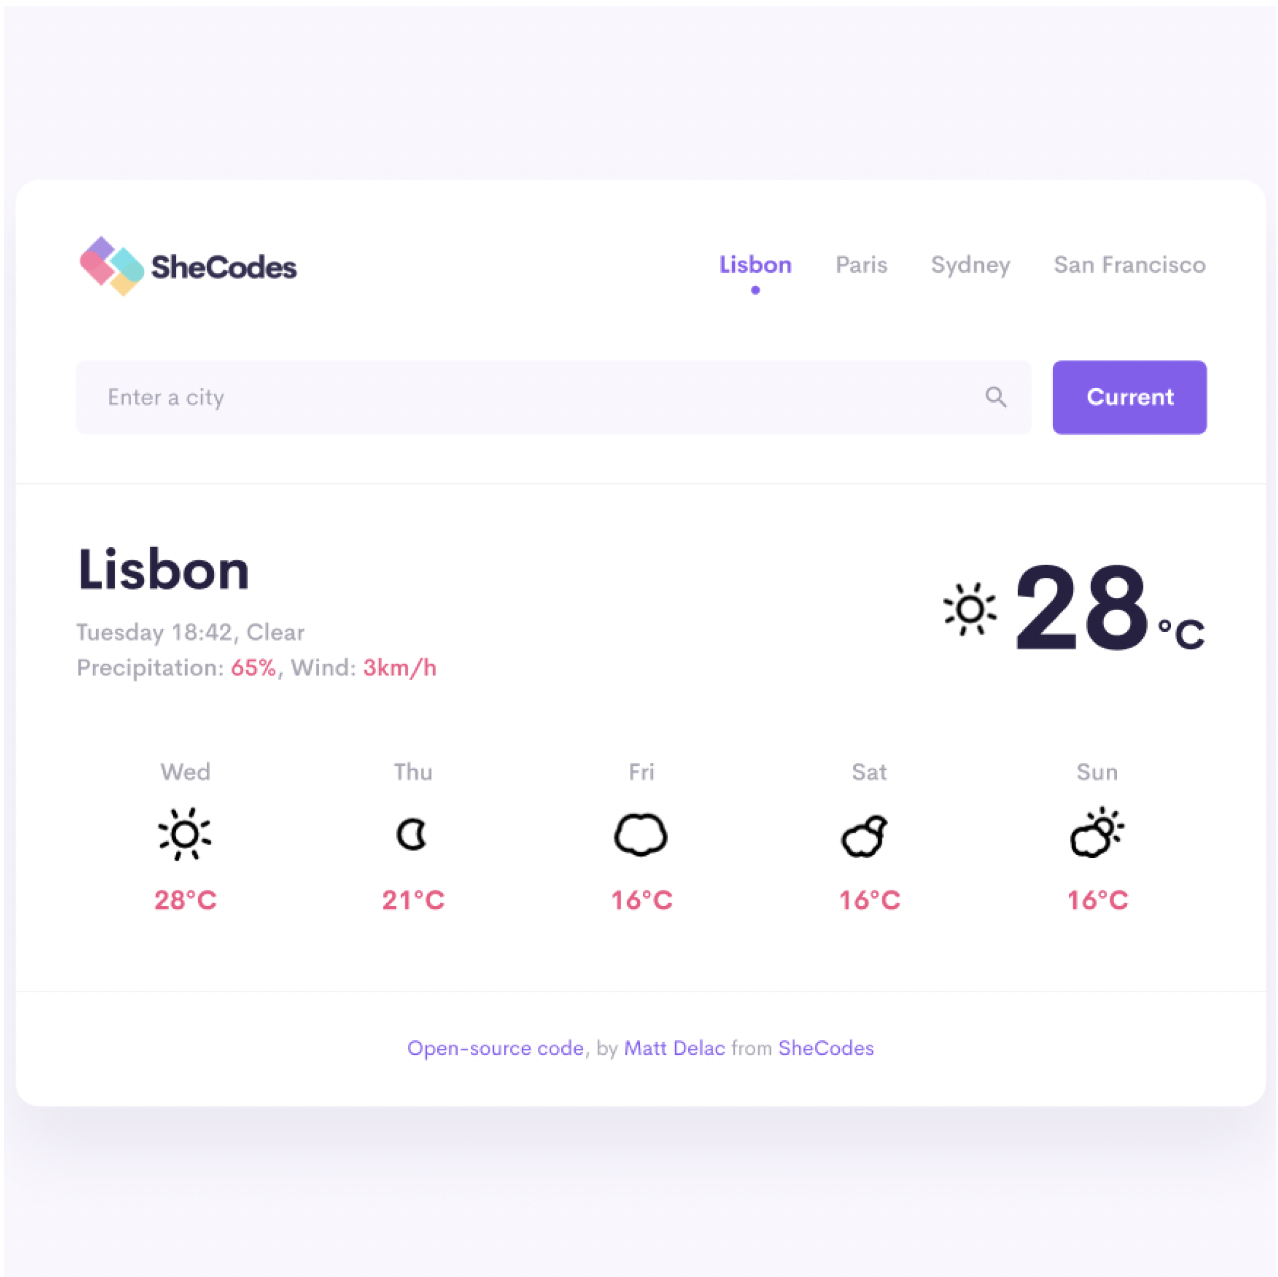 SheCodes
Lisbon Paris Sydney San Francisco
Enter a city
Current
Lisbon
Tuesday 18:42, Clear
Precipitation: 65%, Wind: 3km/h
28 °C
Wed Thu Fri Sat Sun
28°C 21°C 16°C 16°C 16°C
Open-source code, by Matt Delac from SheCodes